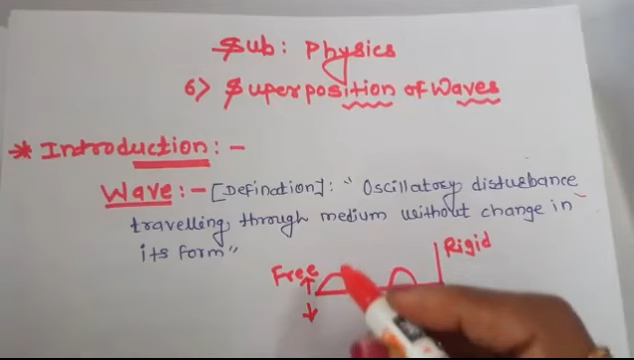 Sub: Physics
6> Superposition of Waves
* Introduction: -
Wave: - [Defination]: " Oscillatory disturbance
travelling through medium without change in
its form"
Free
Rigid